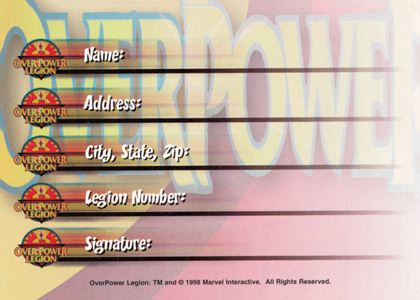 OVERPOWER
OVERPOWER
LEGION
Name:
OVERPOWER
LEGION
Address:
OVERPOWER
LEGION
City, State, Zip:
OVERPOWER
LEGION
Legion Number:
OVERPOWER
LEGION
Signature:
OverPower Legion: TM and © 1998 Marvel Interactive. All Rights Reserved.